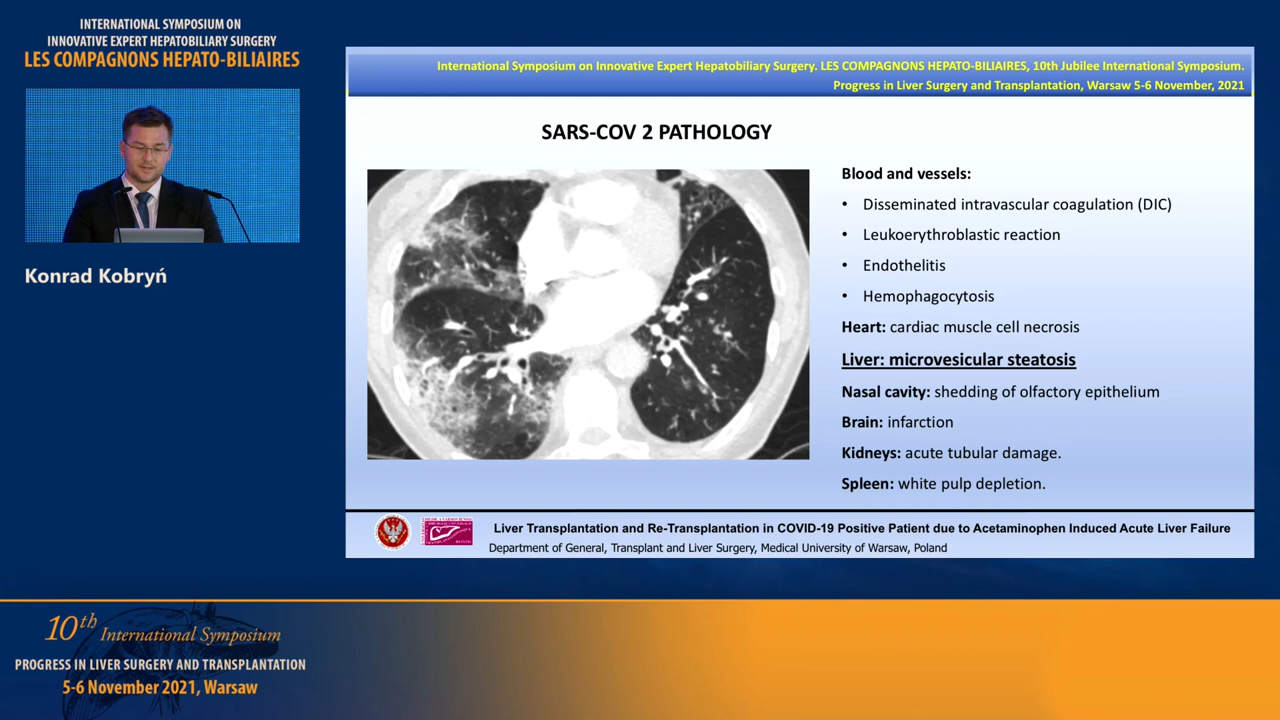 INTERNATIONAL SYMPOSIUM ON
INNOVATIVE EXPERT HEPATOBILIARY SURGERY
LES COMPAGNONS HEPATO-BILIAIRES
Konrad Kobryń
International Symposium on Innovative Expert Hepatobiliary Surgery. LES COMPAGNONS HEPATO-BILIAIRES, 10th Jubilee International Symposium.
Progress in Liver Surgery and Transplantation, Warsaw 5-6 November, 2021
SARS-COV 2 PATHOLOGY
Blood and vessels:
• Disseminated intravascular coagulation (DIC)
• Leukoerythroblastic reaction
• Endothelitis
• Hemophagocytosis
Heart: cardiac muscle cell necrosis
Liver: microvesicular steatosis
Nasal cavity: shedding of olfactory epithelium
Brain: infarction
Kidneys: acute tubular damage.
Spleen: white pulp depletion.
Liver Transplantation and Re-Transplantation in COVID-19 Positive Patient due to Acetaminophen Induced Acute Liver Failure
Department of General, Transplant and Liver Surgery, Medical University of Warsaw, Poland
10th International Symposium
PROGRESS IN LIVER SURGERY AND TRANSPLANTATION
5-6 November 2021, Warsaw